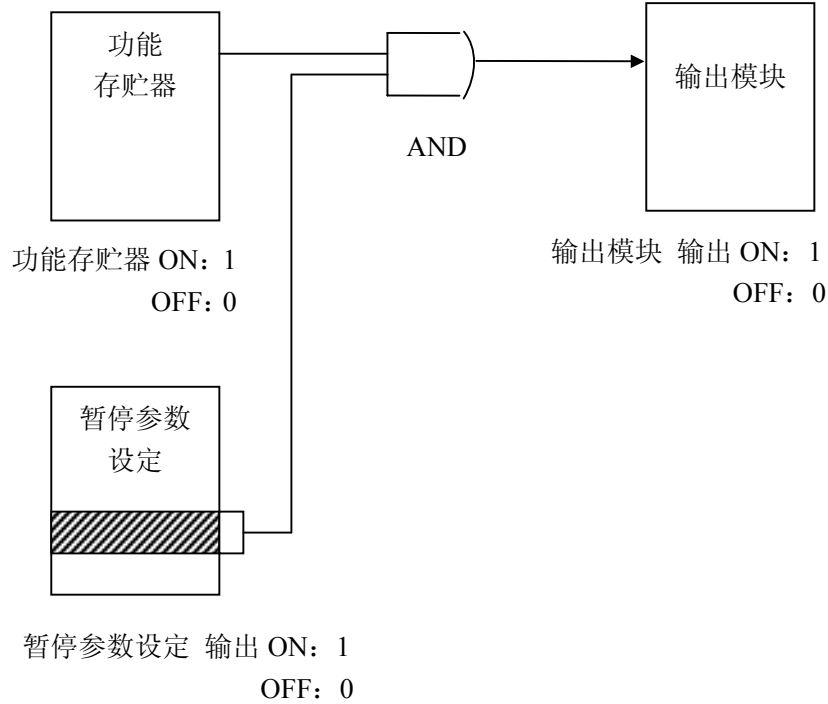 功能
存贮器
输出模块
AND
功能存贮器 ON：1
OFF：0
输出模块 输出 ON：1
OFF：0
暂停参数
设定
暂停参数设定 输出 ON：1
OFF：0